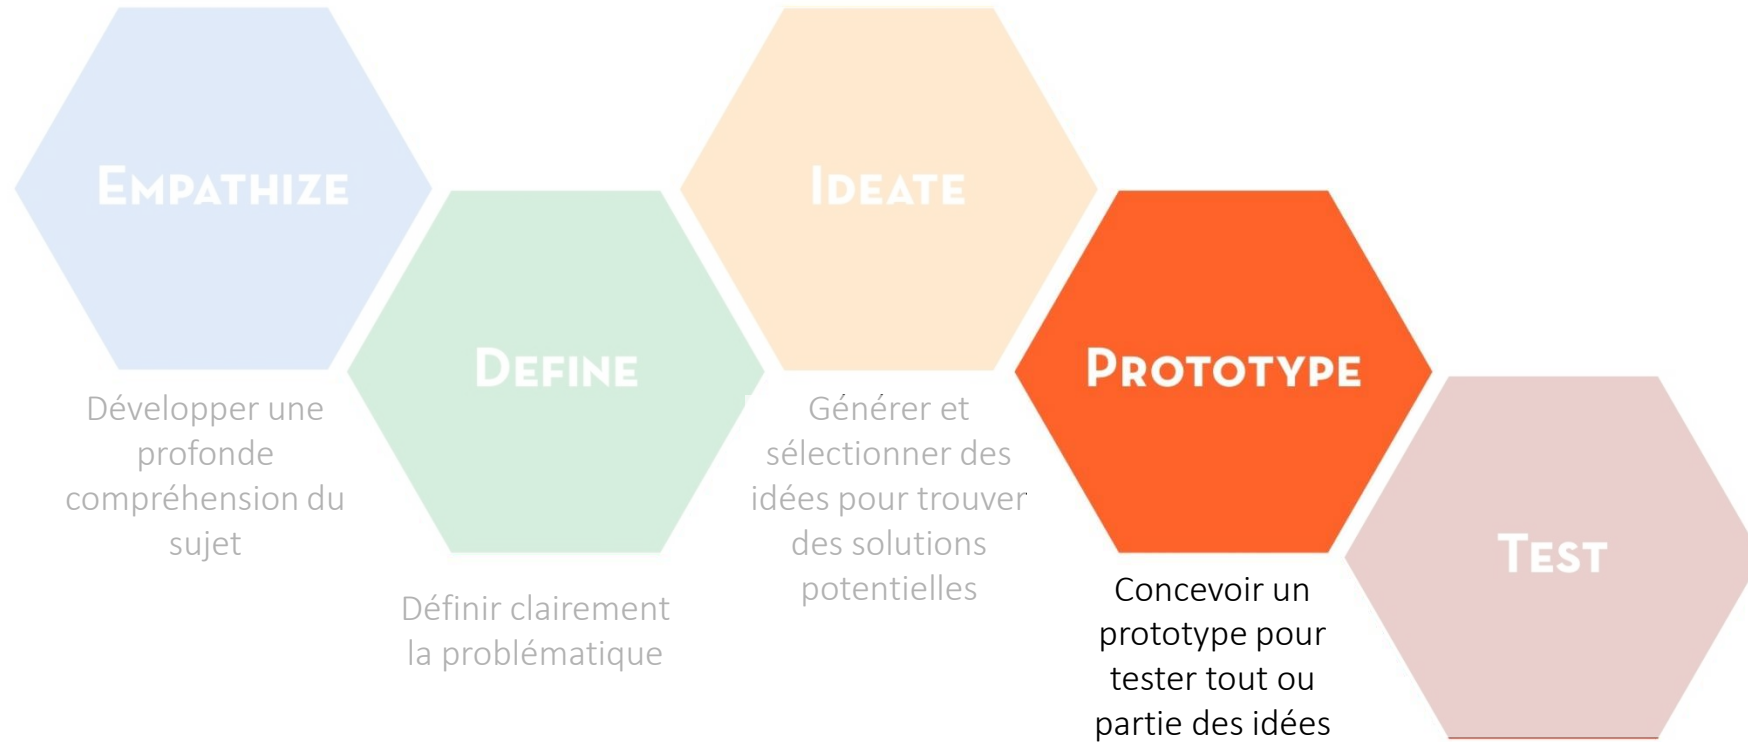 EMPATHIZE
Développer une
profonde
compréhension du
sujet
DEFINE
Définir clairement
la problématique
IDEATE
Générer et
sélectionner des
idées pour trouver
des solutions
potentielles
PROTOTYPE
Concevoir un
prototype pour
tester tout ou
partie des idées
TEST